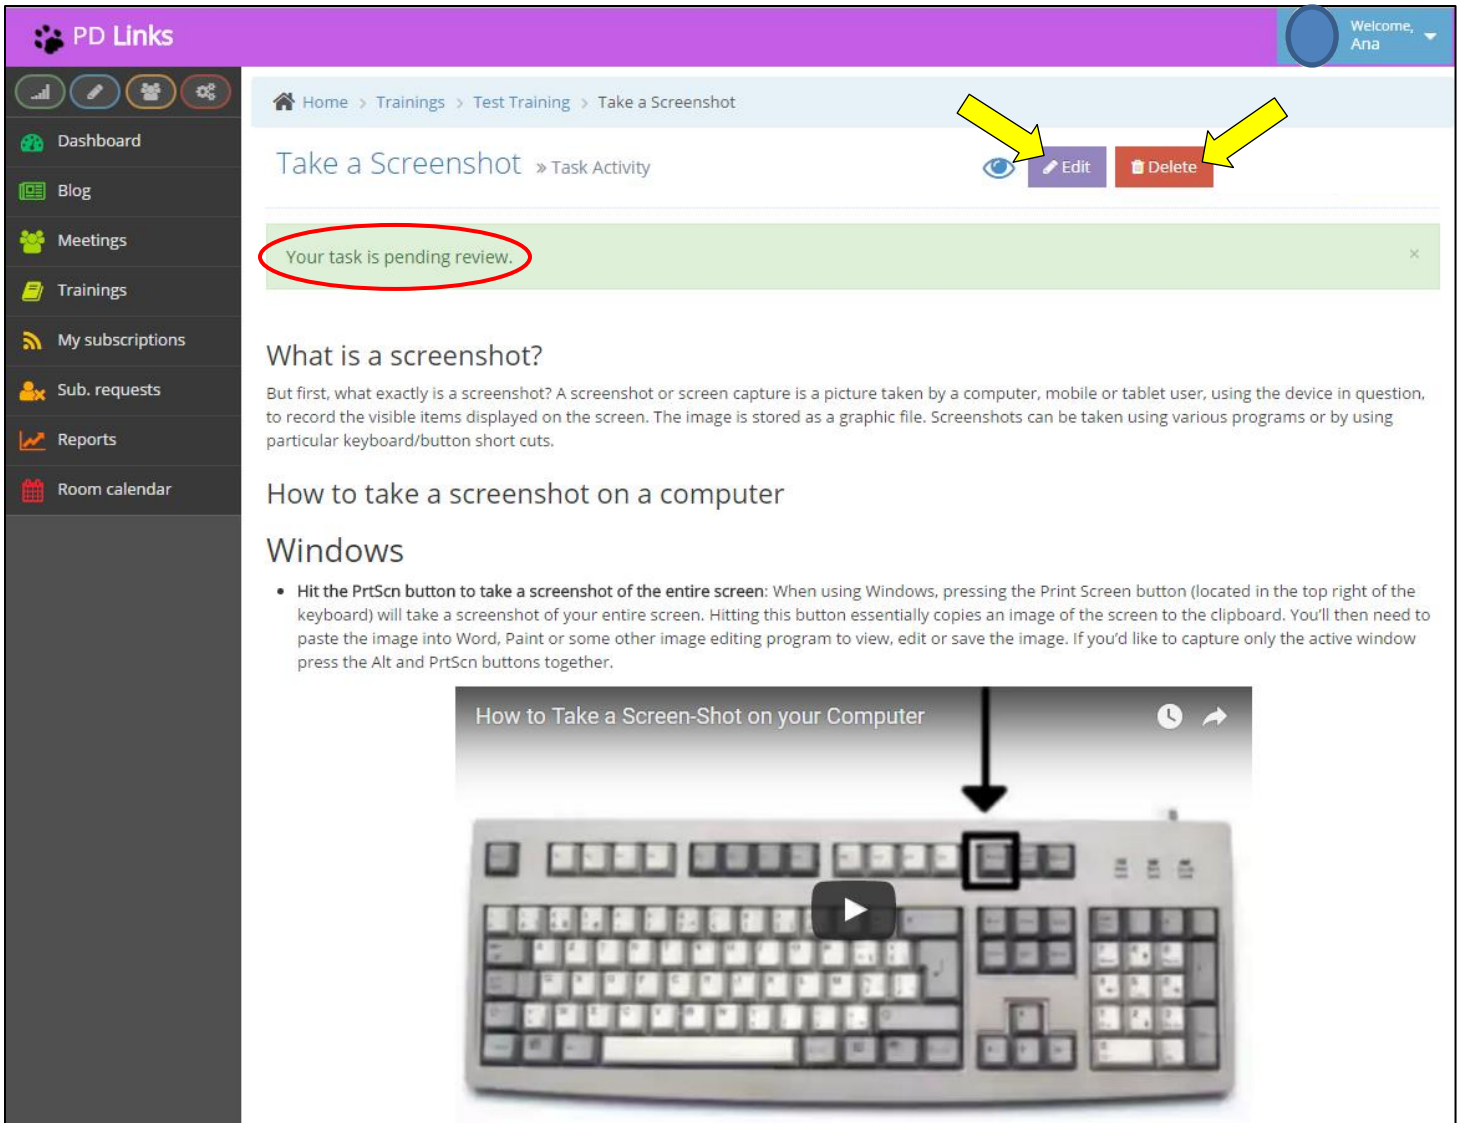 PD Links
Welcome,
Ana
Home > Trainings > Test Training > Take a Screenshot
Dashboard
Blog
Meetings
Trainings
My subscriptions
Sub. requests
Reports
Room calendar
Take a Screenshot » Task Activity
Edit
Delete
Your task is pending review.
×
What is a screenshot?
But first, what exactly is a screenshot? A screenshot or screen capture is a picture taken by a computer, mobile or tablet user, using the device in question,
to record the visible items displayed on the screen. The image is stored as a graphic file. Screenshots can be taken using various programs or by using
particular keyboard/button short cuts.
How to take a screenshot on a computer
Windows
• Hit the PrtScn button to take a screenshot of the entire screen: When using Windows, pressing the Print Screen button (located in the top right of the
keyboard) will take a screenshot of your entire screen. Hitting this button essentially copies an image of the screen to the clipboard. You'll then need to
paste the image into Word, Paint or some other image editing program to view, edit or save the image. If you'd like to capture only the active window
press the Alt and PrtScn buttons together.
How to Take a Screen-Shot on your Computer